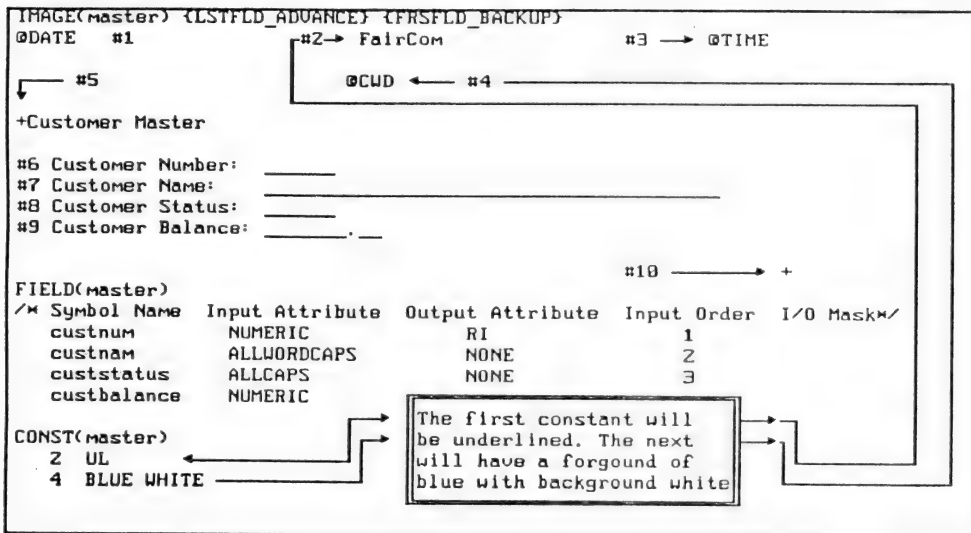 IMAGE(master) {LSTFLD_ADVANCE} {FRSFLD_BACKUP}
@DATE #1 #2 FairCom #3 @TIME
#5 @CWD #4
+Customer Master
#6 Customer Number: ______
#7 Customer Name: ______________________________________
#8 Customer Status: ______
#9 Customer Balance: _______.__
#10 +
FIELD(master)
/* Symbol Name Input Attribute Output Attribute Input Order I/O Mask*/
custnum NUMERIC RI 1
custnam ALLWORDCAPS NONE 2
custstatus ALLCAPS NONE 3
custbalance NUMERIC
CONST(master)
2 UL
4 BLUE WHITE
The first constant will
be underlined. The next
will have a forgound of
blue with background white